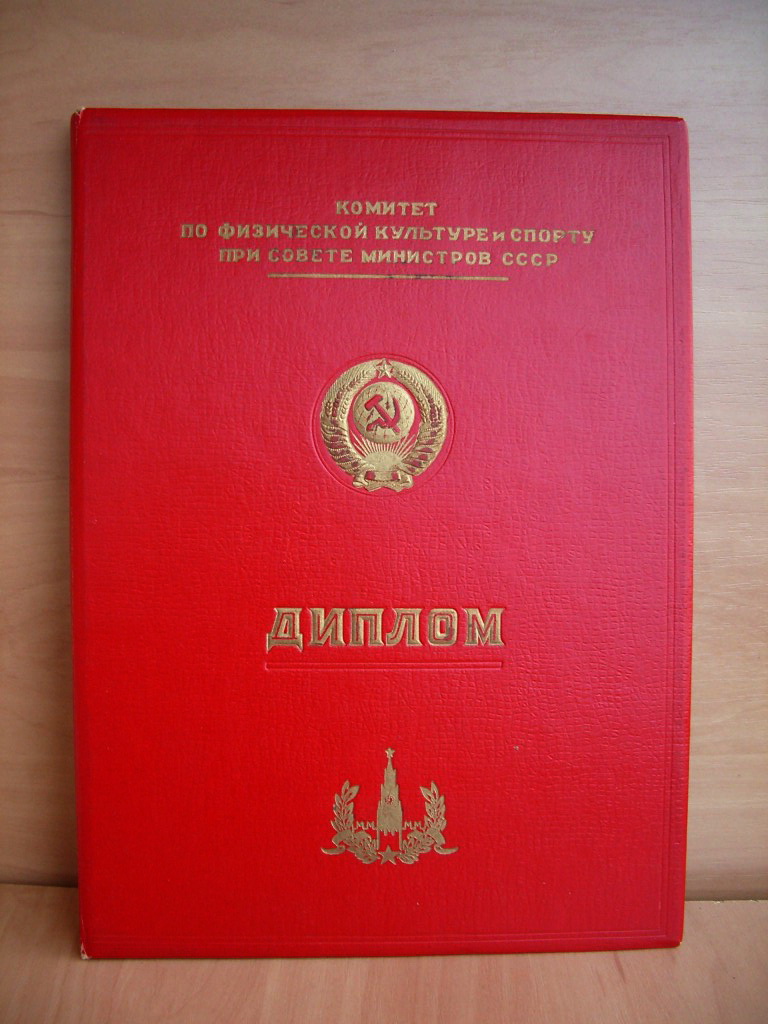 КОМИТЕТ
ПО ФИЗИЧЕСКОЙ КУЛЬТУРЕ и СПОРТУ
ПРИ СОВЕТЕ МИНИСТРОВ СССР
ДИПЛОМ